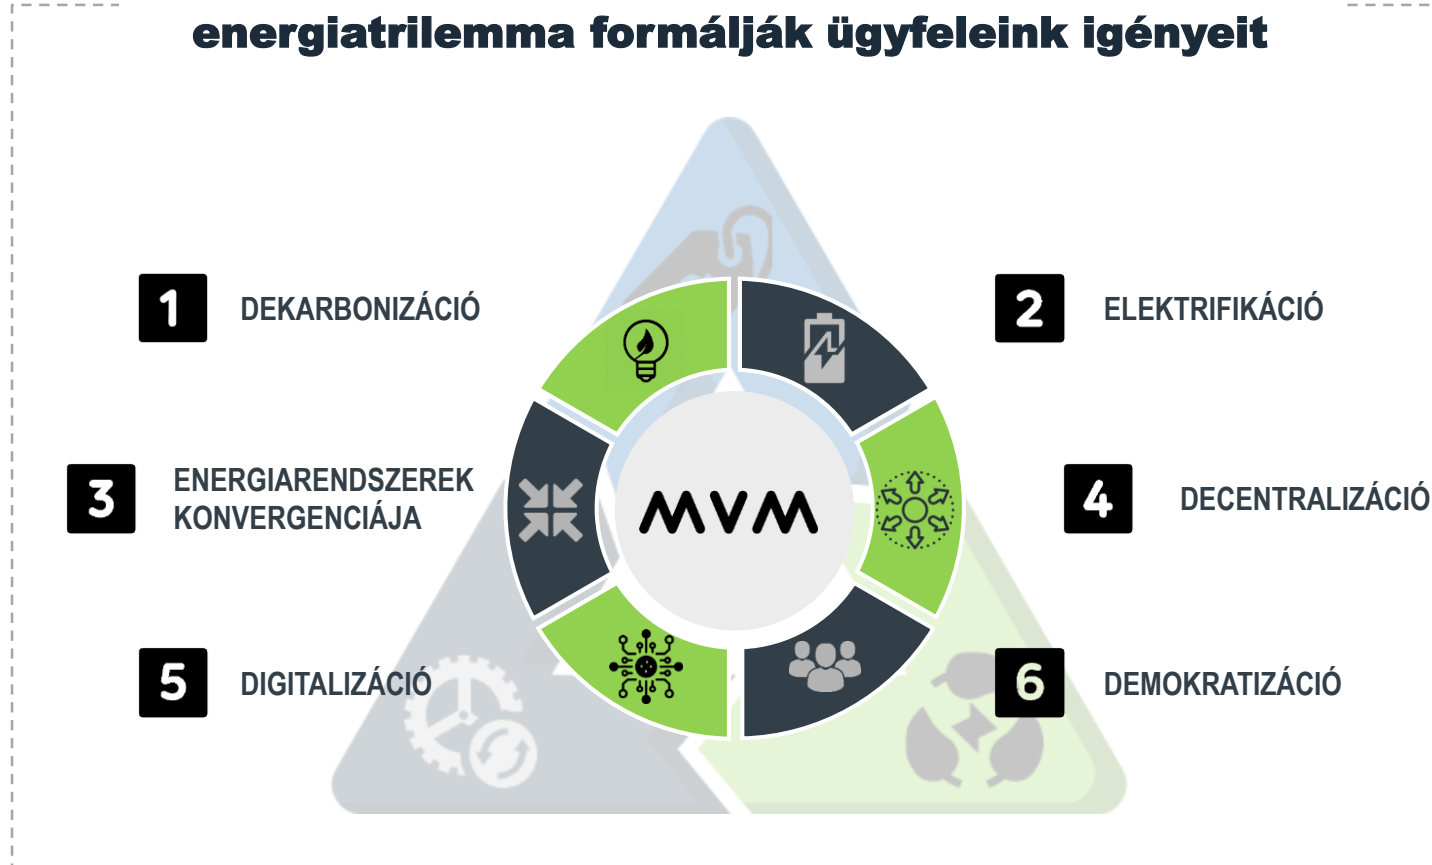 energiatrilemma formálják ügyfeleink igényeit
1 DEKARBONIZÁCIÓ
2 ELEKTRIFIKÁCIÓ
3 ENERGIARENDSZEREK
KONVERGENCIÁJA
MVM
4 DECENTRALIZÁCIÓ
5 DIGITALIZÁCIÓ
6 DEMOKRATIZÁCIÓ